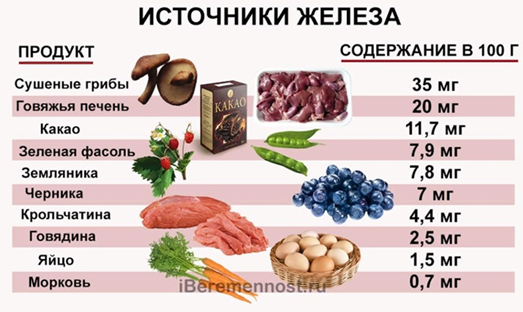 ИСТОЧНИКИ ЖЕЛЕЗА
ПРОДУКТ СОДЕРЖАНИЕ В 100 Г
Сушеные грибы 35 мг
Говяжья печень 20 мг
КАКАО
Какао 11,7 мг
Зеленая фасоль 7,9 мг
Земляника 7,8 мг
Черника 7 мг
Крольчатина 4,4 мг
Говядина 2,5 мг
Яйцо 1,5 мг
Морковь 0,7 мг
iBeremennost.ru